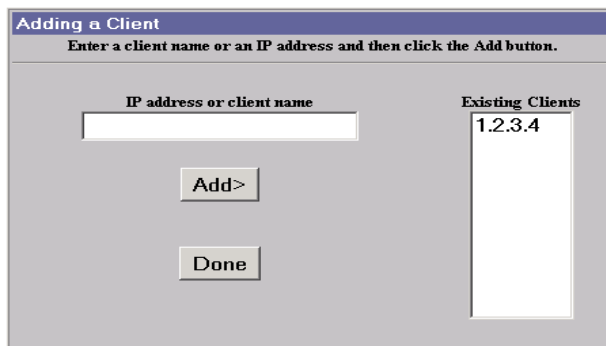 Adding a Client
Enter a client name or an IP address and then click the Add button.
IP address or client name
Existing Clients
1.2.3.4
Add>
Done